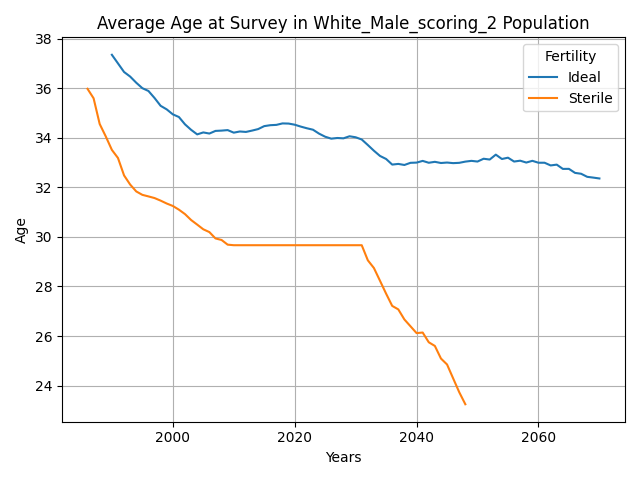 Average Age at Survey in White_Male_scoring_2 Population
38
36
34
32
30
28
26
24
Age
Fertility
Ideal
Sterile
2000
2020
2040
2060
Years